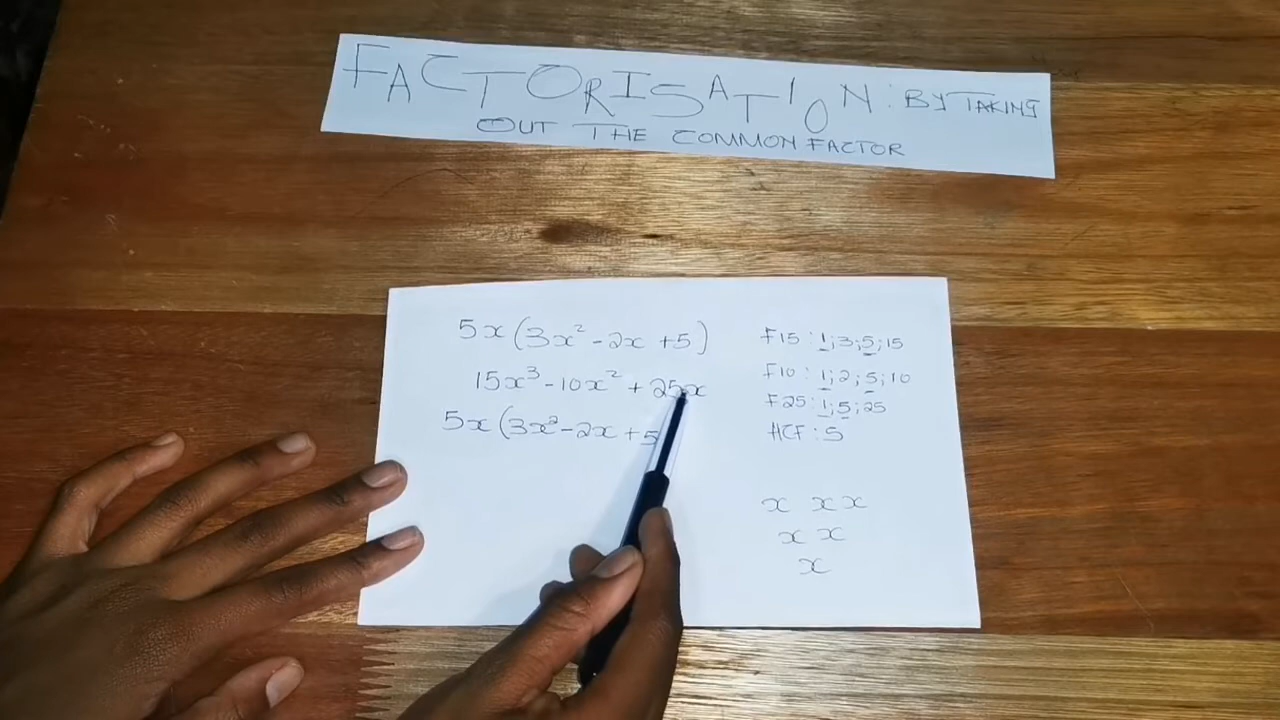 FACTORISATION: BY TAKING
OUT THE COMMON FACTOR
5x(3x²-2x+5)
15x³-10x²+25x
5x(3x²-2x+5
F15:1;3;5;15
F10:1;2;5;10
F25:1;5;25
HCF:5
x xx
x x
x